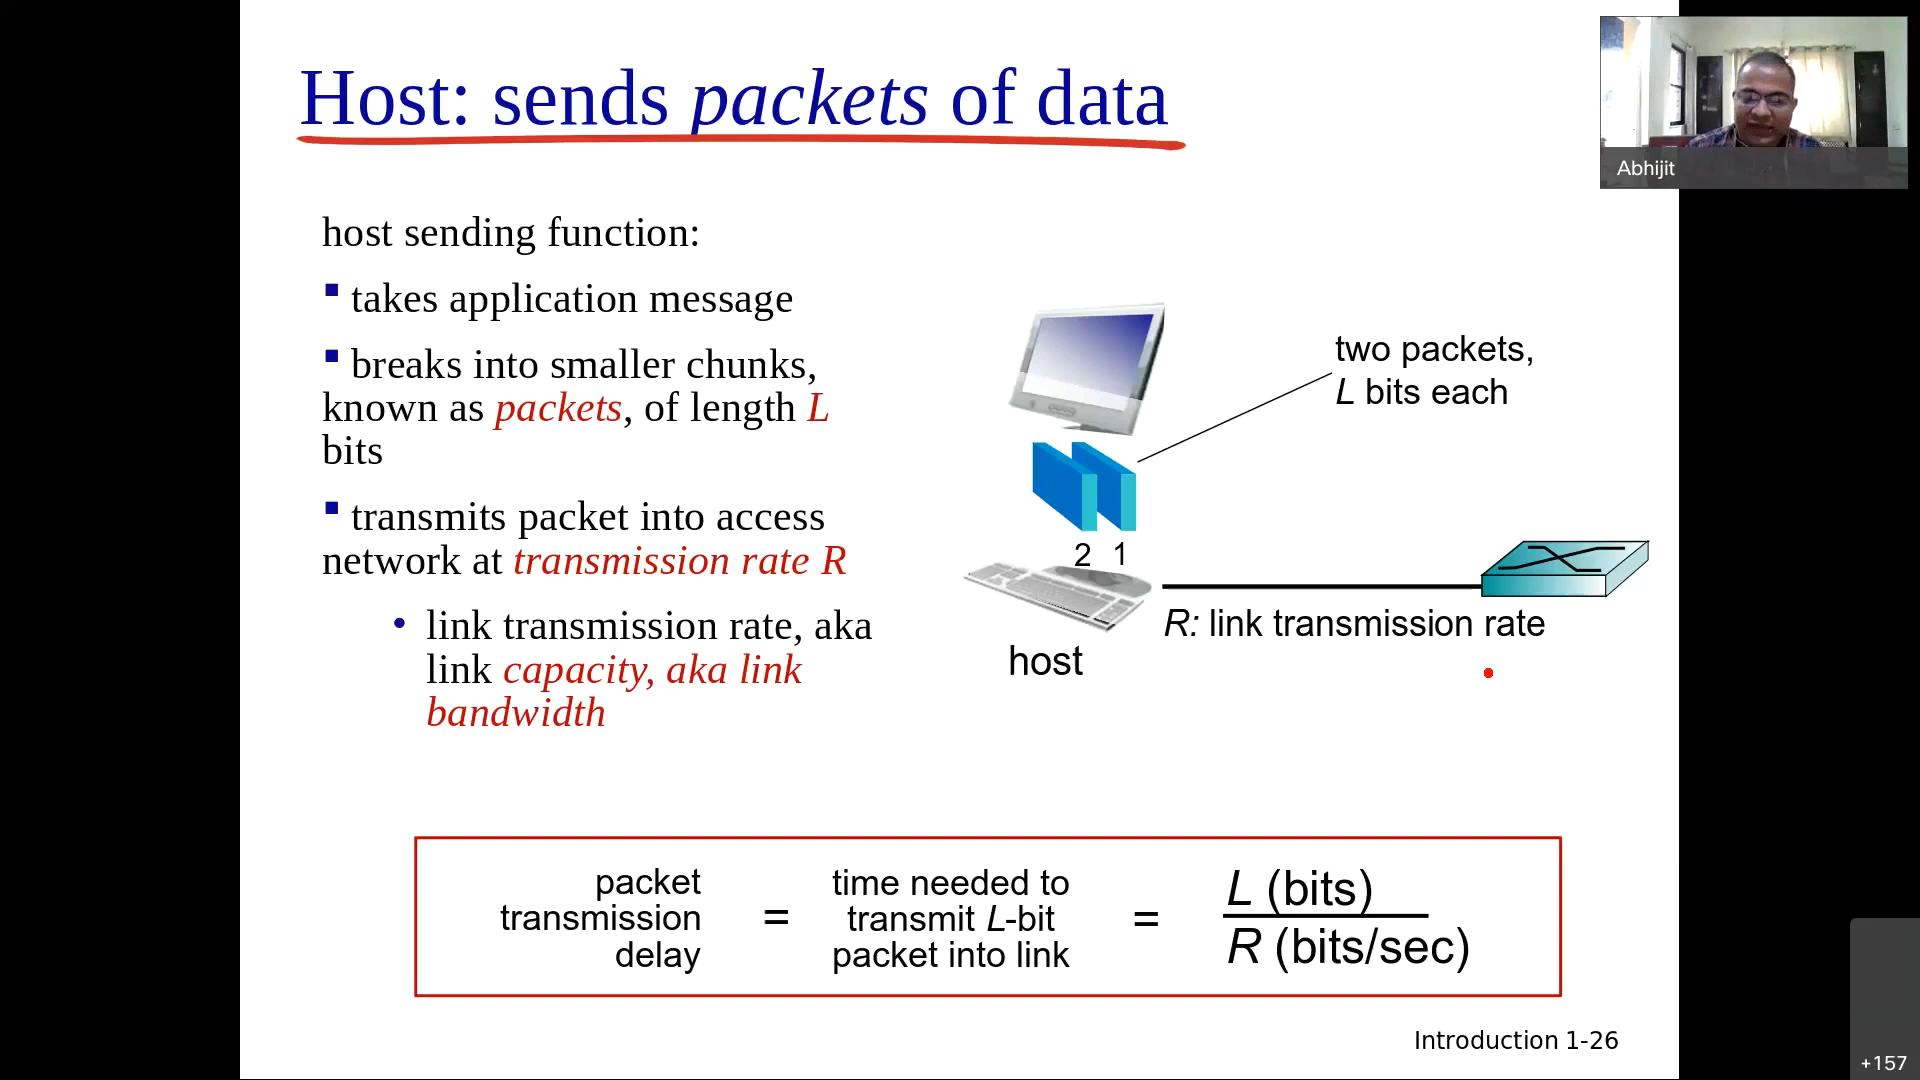 Host: sends packets of data
Abhijit
host sending function:
▪ takes application message
▪ breaks into smaller chunks,
known as packets, of length L
bits
▪ transmits packet into access
network at transmission rate R
• link transmission rate, aka
link capacity, aka link
bandwidth
two packets,
L bits each
2 1
R: link transmission rate
host
packet
transmission
delay
=
time needed to
transmit L-bit
packet into link
=
L (bits)
R (bits/sec)
Introduction 1-26
+157